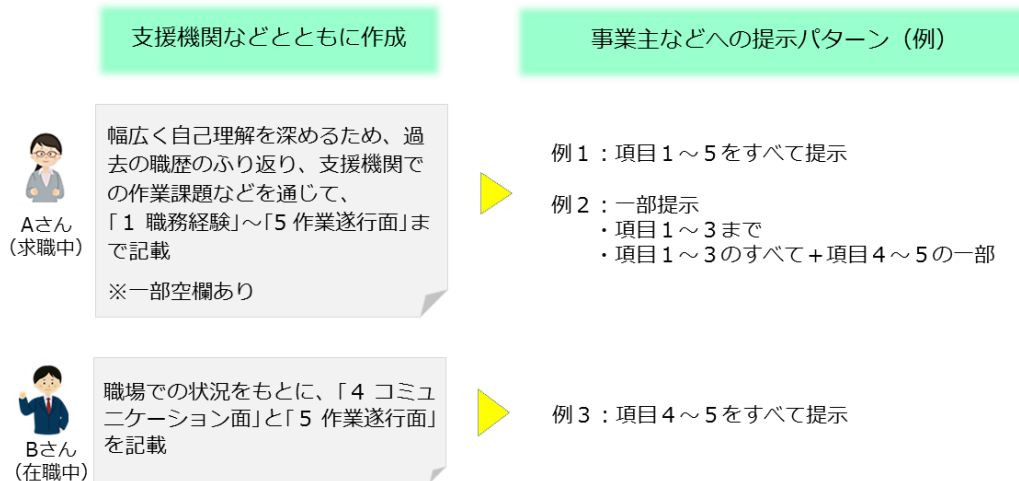 支援機関などとともに作成
事業主などへの提示パターン（例）
幅広く自己理解を深めるため、過
去の職歴のふり返り、支援機関で
の作業課題などを通じて、
「１ 職務経験」～「５ 作業遂行面」ま
で記載
※一部空欄あり
Aさん
（求職中）
例１：項目１～５をすべて提示
例２：一部提示
・項目１～３まで
・項目１～３のすべて＋項目４～５の一部
職場での状況をもとに、「４ コミュ
ニケーション面」と「５ 作業遂行面」
を記載
Bさん
（在職中）
例３：項目４～５をすべて提示